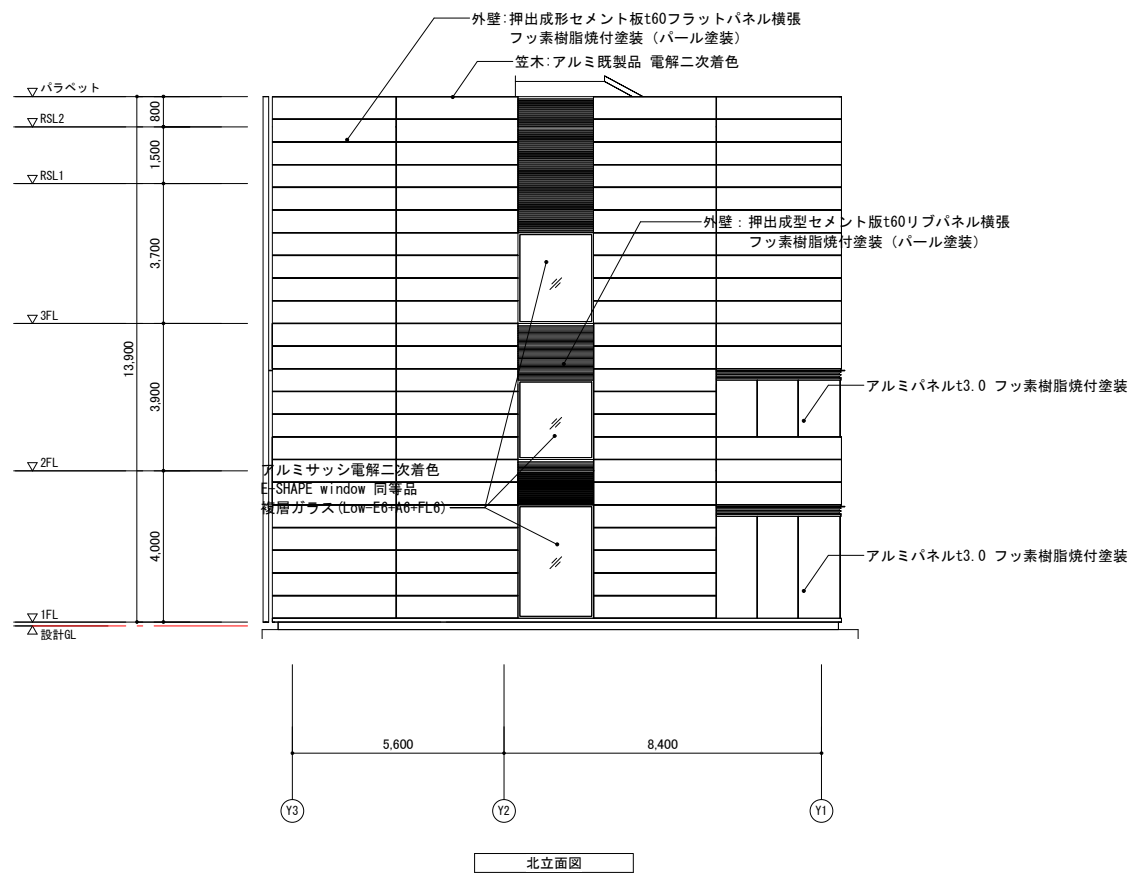 外壁:押出成形セメント板t60フラットパネル横張
フッ素樹脂焼付塗装（パール塗装）
笠木:アルミ既製品 電解二次着色
パラペット
800
RSL2
1,500
RSL1
外壁：押出成型セメント版t60リブパネル横張
フッ素樹脂焼付塗装（パール塗装）
3,700
3FL
13,900
3,900
アルミパネルt3.0 フッ素樹脂焼付塗装
2FL
アルミサッシ電解二次着色
E-SHAPE window 同等品
複層ガラス(Low-E6+A6+FL6)
4,000
アルミパネルt3.0 フッ素樹脂焼付塗装
1FL
設計GL
5,600
8,400
Y3
Y2
Y1
北立面図